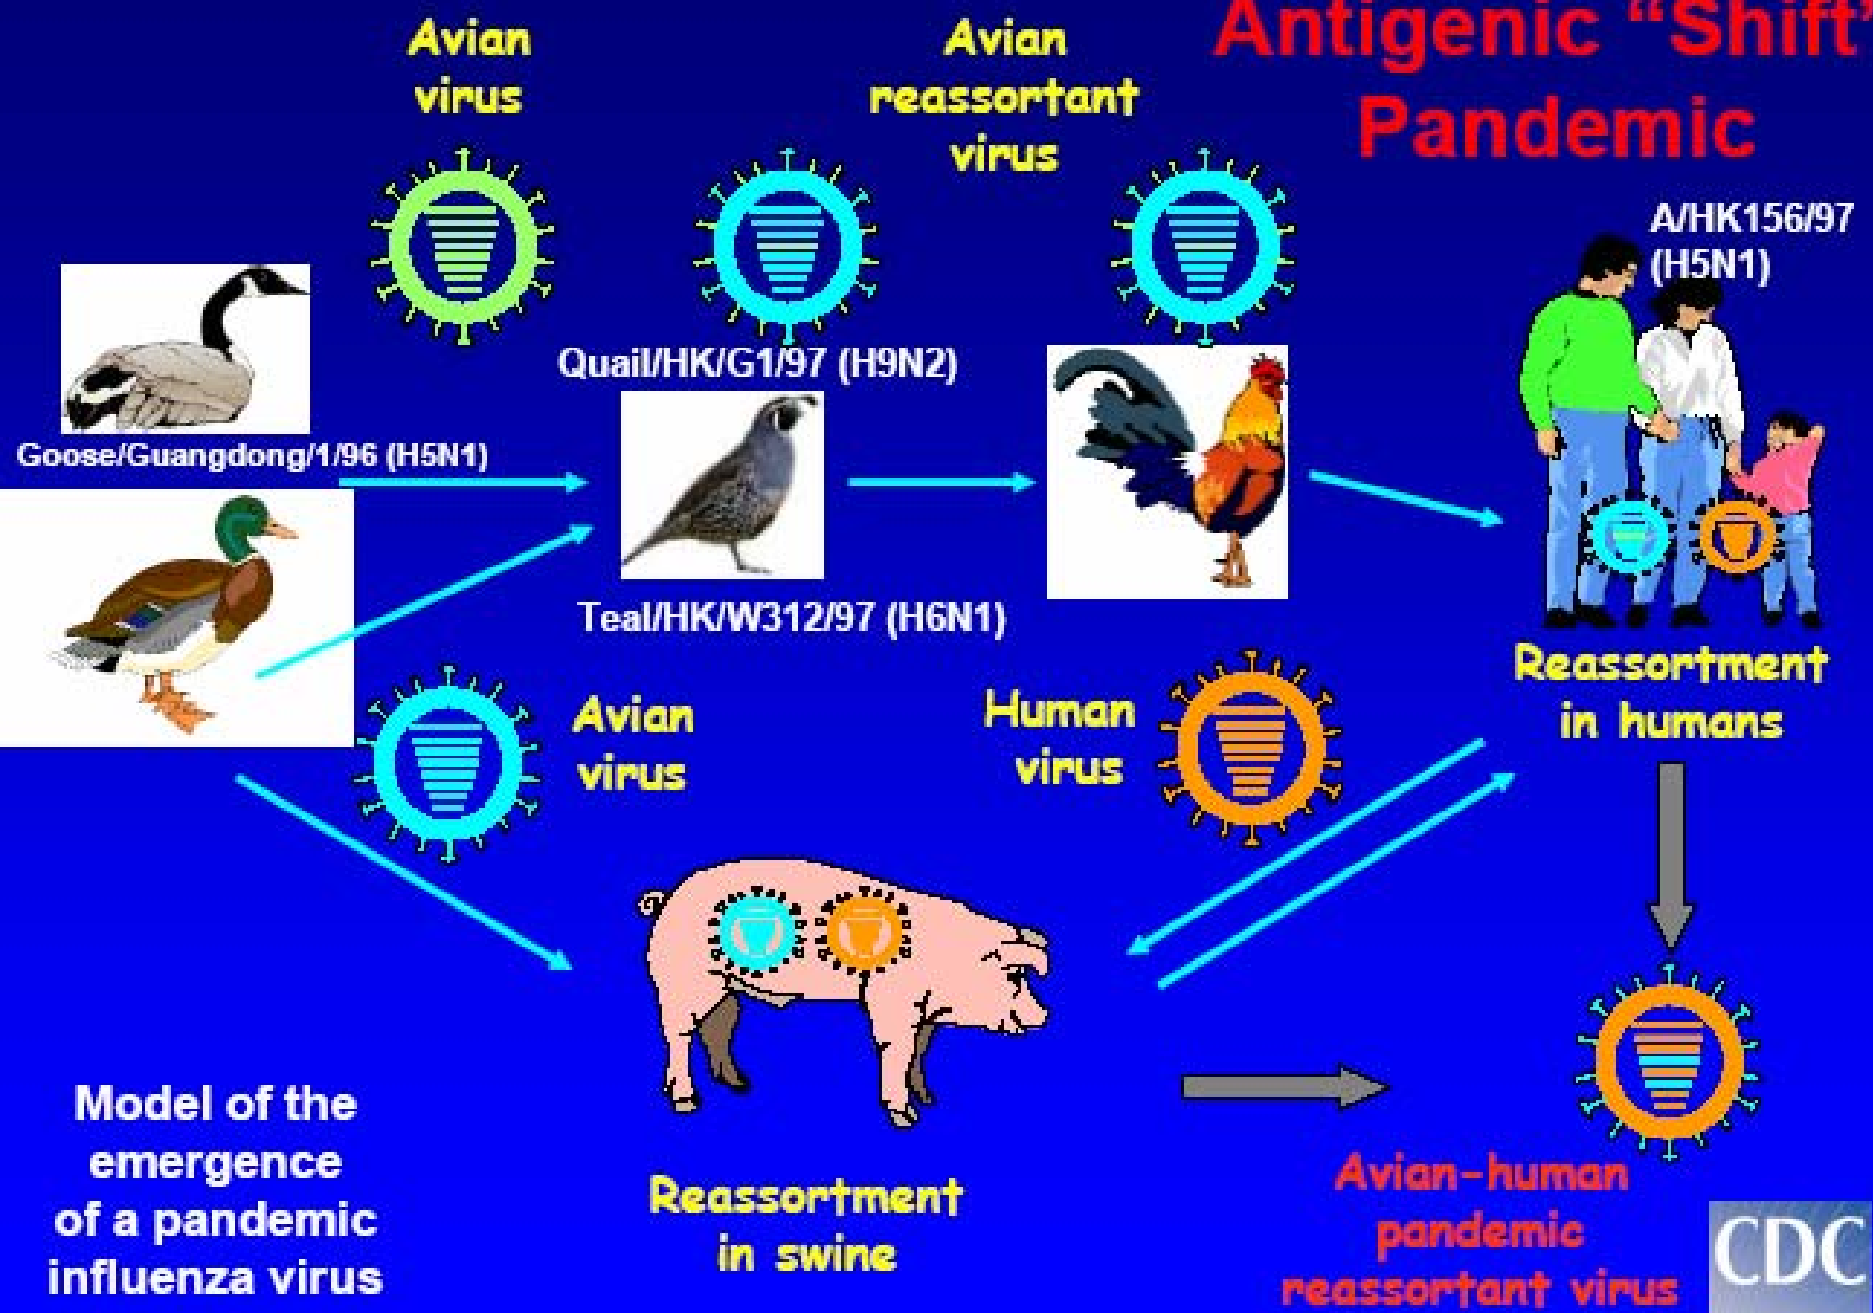 Antigenic “Shift”
Pandemic
Avian
virus
Avian
reassortant
virus
A/HK156/97
(H5N1)
Quail/HK/G1/97 (H9N2)
Goose/Guangdong/1/96 (H5N1)
Teal/HK/W312/97 (H6N1)
Reassortment
in humans
Avian
virus
Human
virus
Model of the
emergence
of a pandemic
influenza virus
Reassortment
in swine
Avian-human
pandemic
reassortant virus
CDC